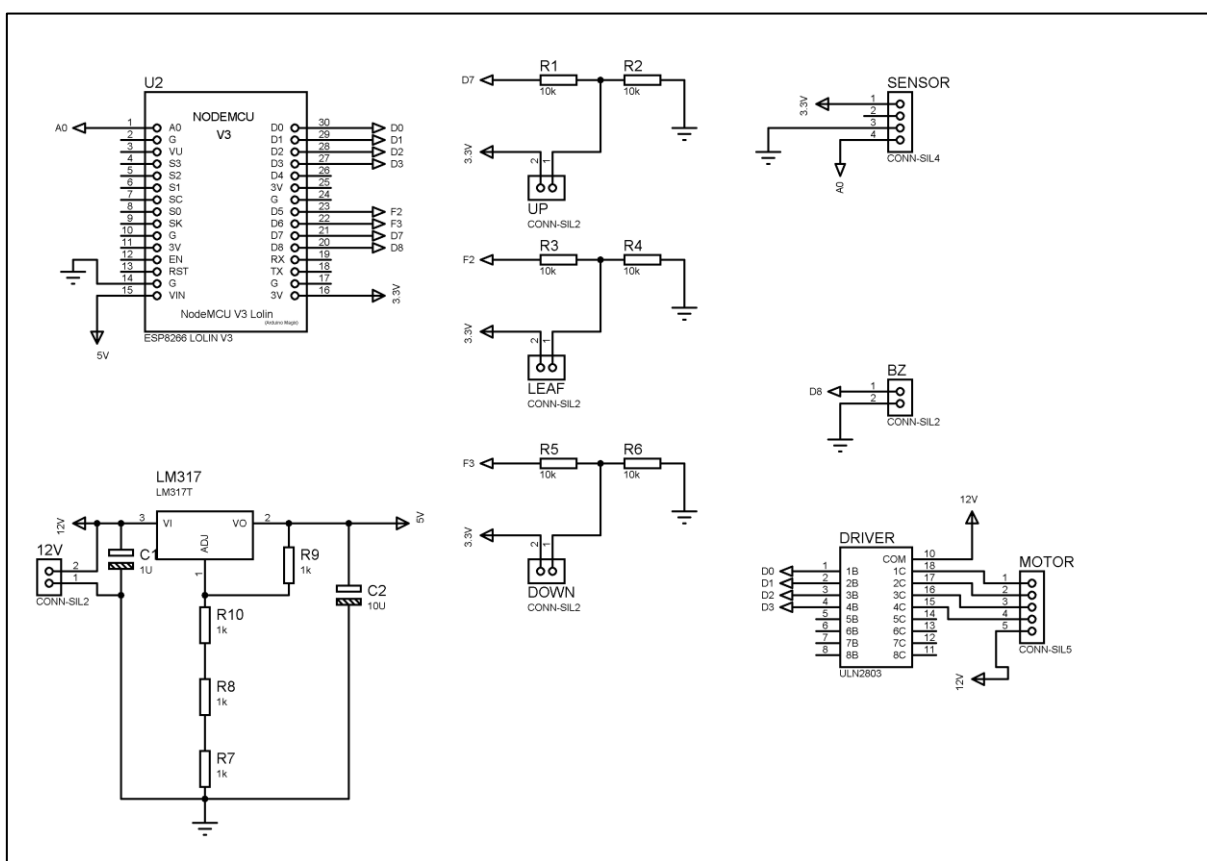 U2
NODEMCU
V3
A0
1 A0 D0 30 D0
2 G D1 29 D1
3 VU D2 28 D2
4 S3 D3 27 D3
5 S2 D4 26
6 S1 3V 25
7 SC G 24
8 S0 D5 23 F2
9 SK D6 22 F3
10 G D7 21 D7
11 3V D8 20 D8
12 EN RX 19
13 RST TX 18
14 G G 17
15 VIN 3V 16 3.3V
NodeMCU V3 Lolin
(Arduino Magix)
ESP8266 LOLIN V3
5V
R1 R2
D7
10k 10k
3.3V
2 1
UP
CONN-SIL2
R3 R4
F2
10k 10k
3.3V
2 1
LEAF
CONN-SIL2
R5 R6
F3
10k 10k
3.3V
2 1
DOWN
CONN-SIL2
SENSOR
3.3V
1
2
3
4
CONN-SIL4
A0
BZ
D8
1
2
CONN-SIL2
LM317
LM317T
12V 3 VI VO 2 5V
ADJ
1
12V
2
1
CONN-SIL2
C1
1U
R9
1k
C2
10U
R10
1k
R8
1k
R7
1k
12V
DRIVER
COM 10
D0 1 1B 1C 18
D1 2 2B 2C 17
D2 3 3B 3C 16
D3 4 4B 4C 15
5 5B 5C 14
6 6B 6C 13
7 7B 7C 12
8 8B 8C 11
ULN2803
MOTOR
1
2
3
4
5
CONN-SIL5
12V